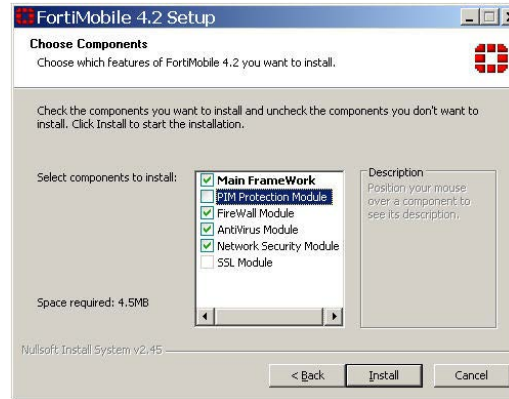 FortiMobile 4.2 Setup
Choose Components
Choose which features of FortiMobile 4.2 you want to install.
Check the components you want to install and uncheck the components you don't want to
install. Click Install to start the installation.
Select components to install:
Main FrameWork
PIM Protection Module
FireWall Module
AntiVirus Module
Network Security Module
SSL Module
Description
Position your mouse
over a component to
see its description.
Space required: 4.5MB
Nullsoft Install System v2.45
< Back
Install
Cancel